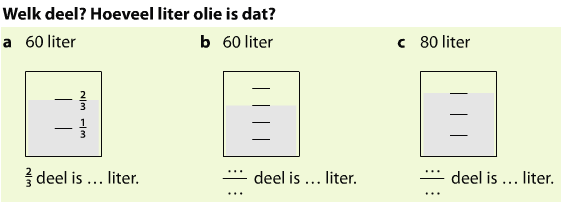 Welk deel? Hoeveel liter olie is dat?
a 60 liter
b 60 liter
c 80 liter
2/3
1/3
2/3 deel is ... liter.
.../... deel is ... liter.
.../... deel is ... liter.